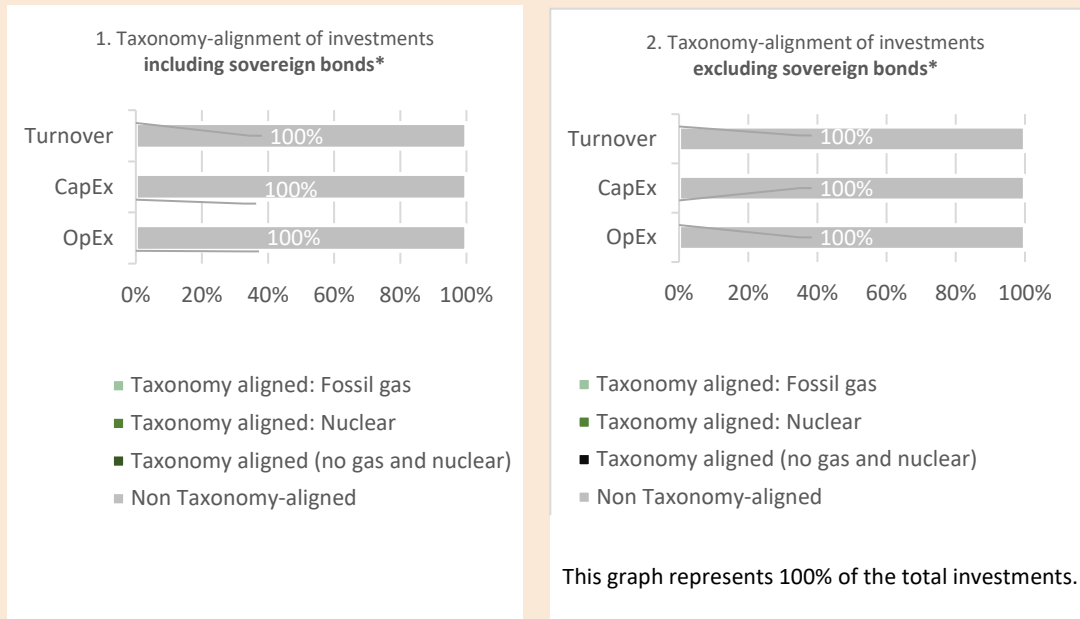 1. Taxonomy-alignment of investments
including sovereign bonds*
Turnover
100%
CapEx
100%
OpEx
100%
0% 20% 40% 60% 80% 100%
Taxonomy aligned: Fossil gas
Taxonomy aligned: Nuclear
Taxonomy aligned (no gas and nuclear)
Non Taxonomy-aligned
2. Taxonomy-alignment of investments
excluding sovereign bonds*
Turnover
100%
CapEx
100%
OpEx
100%
0% 20% 40% 60% 80% 100%
Taxonomy aligned: Fossil gas
Taxonomy aligned: Nuclear
Taxonomy aligned (no gas and nuclear)
Non Taxonomy-aligned
This graph represents 100% of the total investments.